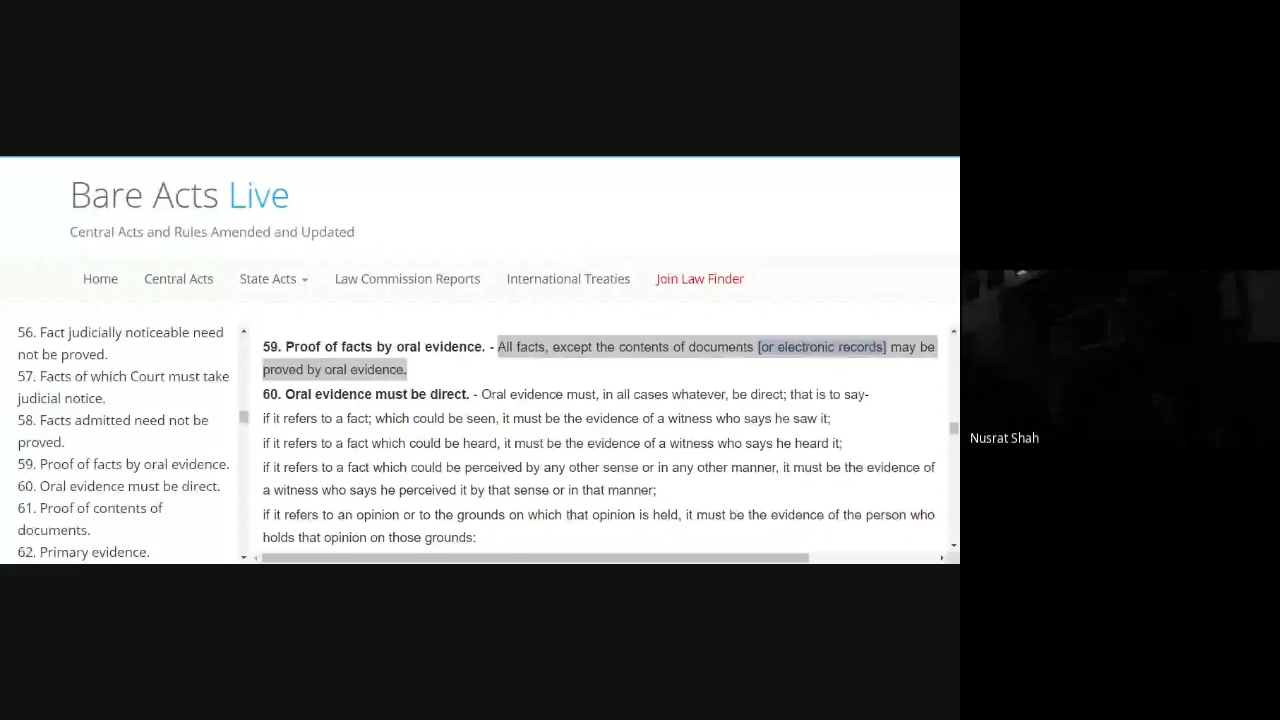 Bare Acts Live
Central Acts and Rules Amended and Updated
Home Central Acts State Acts Law Commission Reports International Treaties Join Law Finder
56. Fact judicially noticeable need
not be proved.
57. Facts of which Court must take
judicial notice.
58. Facts admitted need not be
proved.
59. Proof of facts by oral evidence.
60. Oral evidence must be direct.
61. Proof of contents of
documents.
62. Primary evidence.
59. Proof of facts by oral evidence. - All facts, except the contents of documents [or electronic records] may be
proved by oral evidence.
60. Oral evidence must be direct. - Oral evidence must, in all cases whatever, be direct; that is to say-
if it refers to a fact; which could be seen, it must be the evidence of a witness who says he saw it;
if it refers to a fact which could be heard, it must be the evidence of a witness who says he heard it;
if it refers to a fact which could be perceived by any other sense or in any other manner, it must be the evidence of
a witness who says he perceived it by that sense or in that manner;
if it refers to an opinion or to the grounds on which that opinion is held, it must be the evidence of the person who
holds that opinion on those grounds:
Nusrat Shah